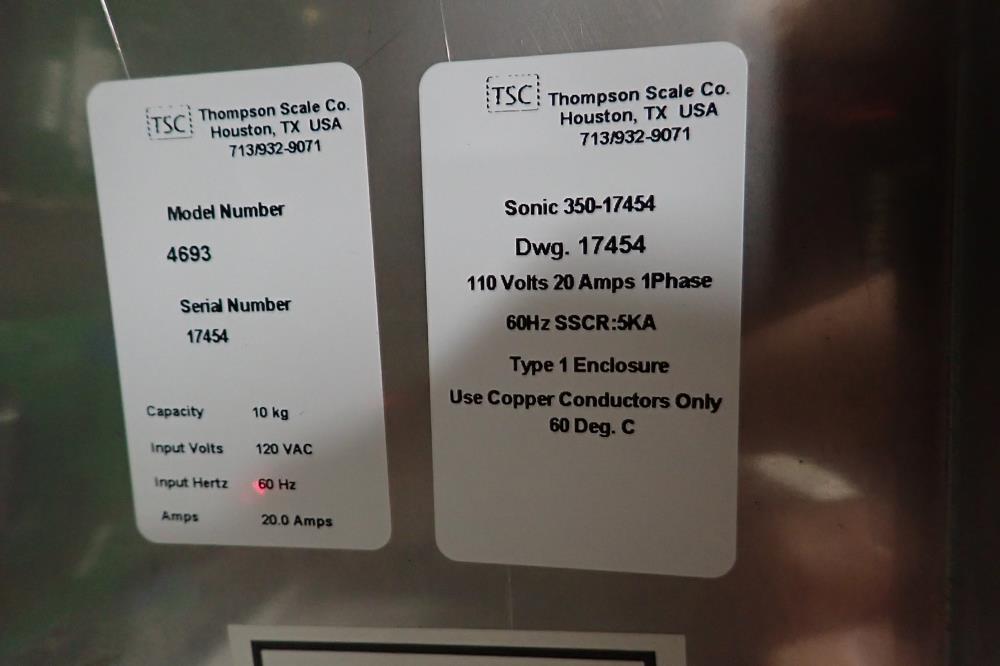 TSC
Thompson Scale Co.
Houston, TX USA
713/932-9071
Model Number
4693
Serial Number
17454
Capacity 10 kg
Input Volts 120 VAC
Input Hertz 60 Hz
Amps 20.0 Amps
TSC
Thompson Scale Co.
Houston, TX USA
713/932-9071
Sonic 350-17454
Dwg. 17454
110 Volts 20 Amps 1Phase
60Hz SSCR:5KA
Type 1 Enclosure
Use Copper Conductors Only
60 Deg. C